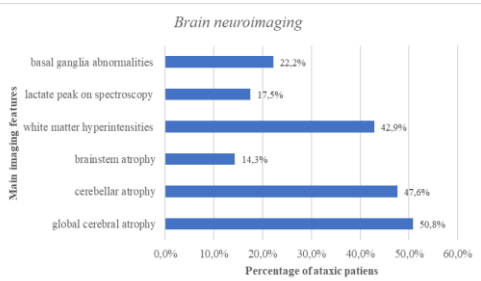 Brain neuroimaging
Main imaging features
basal ganglia abnormalities 22,2%
lactate peak on spectroscopy 17,5%
white matter hyperintensities 42,9%
brainstem atrophy 14,3%
cerebellar atrophy 47,6%
global cerebral atrophy 50,8%
0,0% 10,0% 20,0% 30,0% 40,0% 50,0% 60,0%
Percentage of ataxic patiens